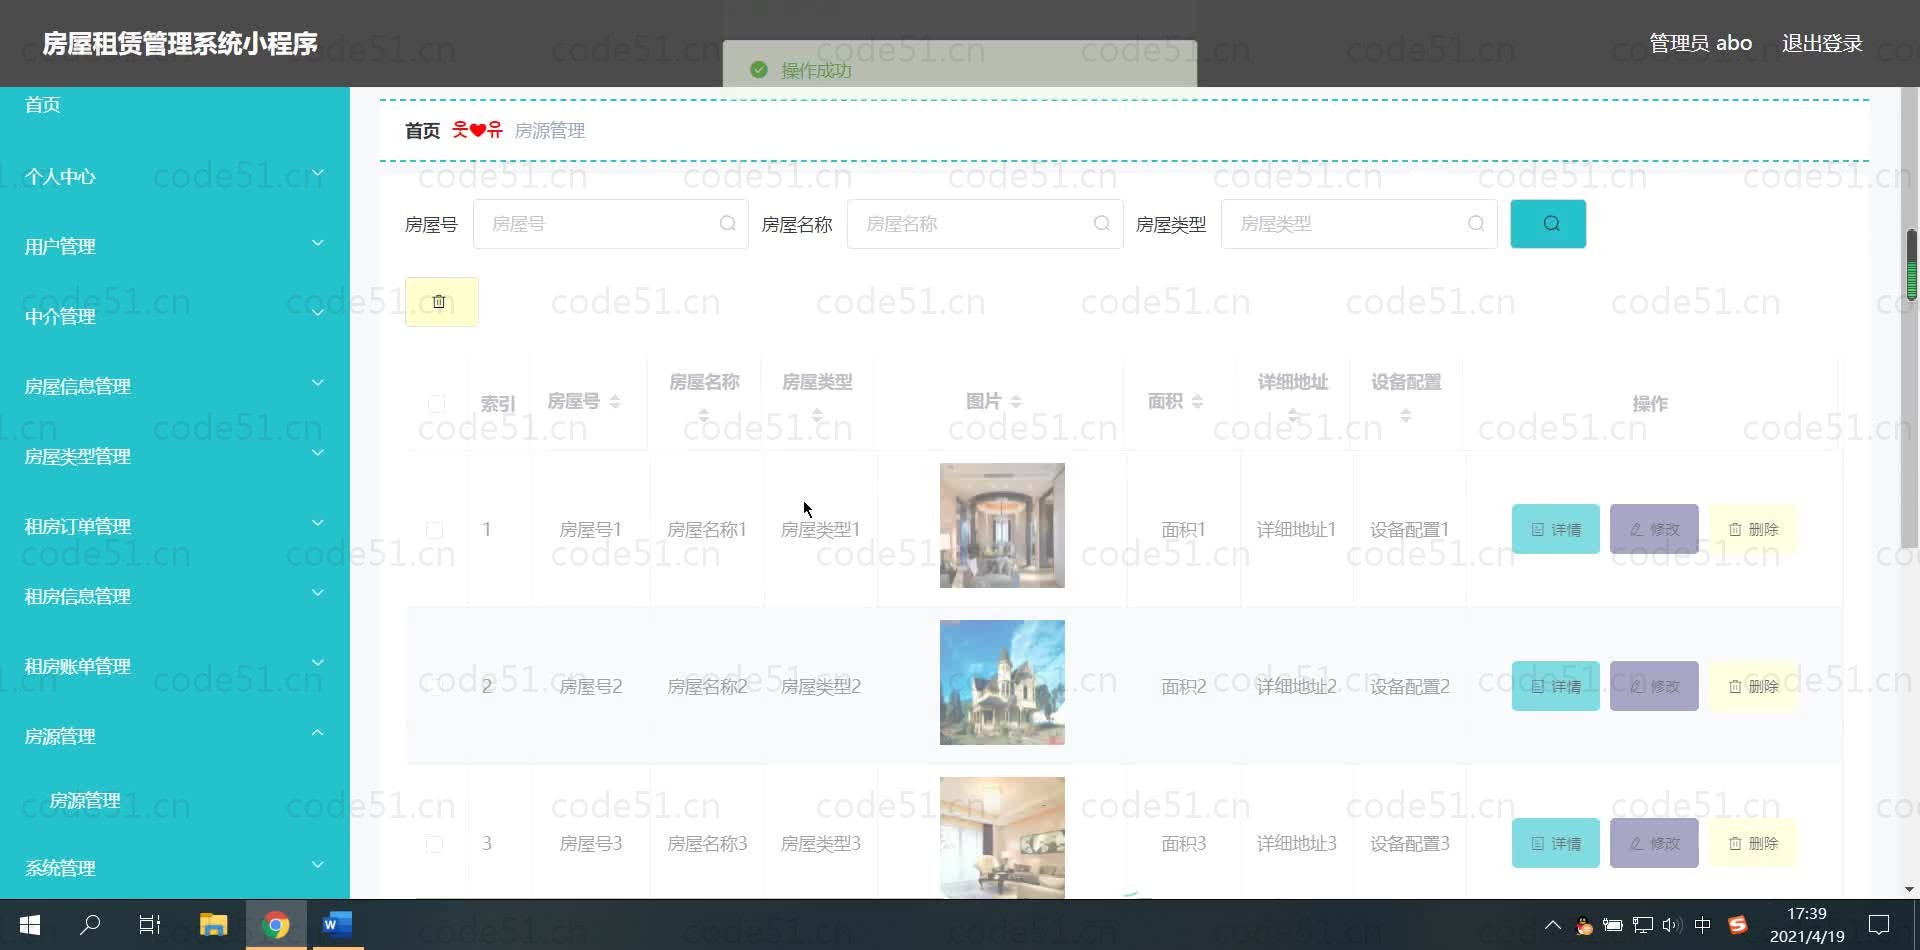 房屋租赁管理系统小程序
管理员 abo 退出登录
操作成功
首页
个人中心
用户管理
中介管理
房屋信息管理
房屋类型管理
租房订单管理
租房信息管理
租房账单管理
房源管理
房源管理
系统管理
首页 웃❤유 房源管理
房屋号 房屋号 房屋名称 房屋名称 房屋类型 房屋类型
索引 房屋号 房屋名称 房屋类型 图片 面积 详细地址 设备配置 操作
1 房屋号1 房屋名称1 房屋类型1 面积1 详细地址1 设备配置1 详情 修改 删除
2 房屋号2 房屋名称2 房屋类型2 面积2 详细地址2 设备配置2 详情 修改 删除
3 房屋号3 房屋名称3 房屋类型3 面积3 详细地址3 设备配置3 详情 修改 删除
code51.cn
中
17:39
2021/4/19